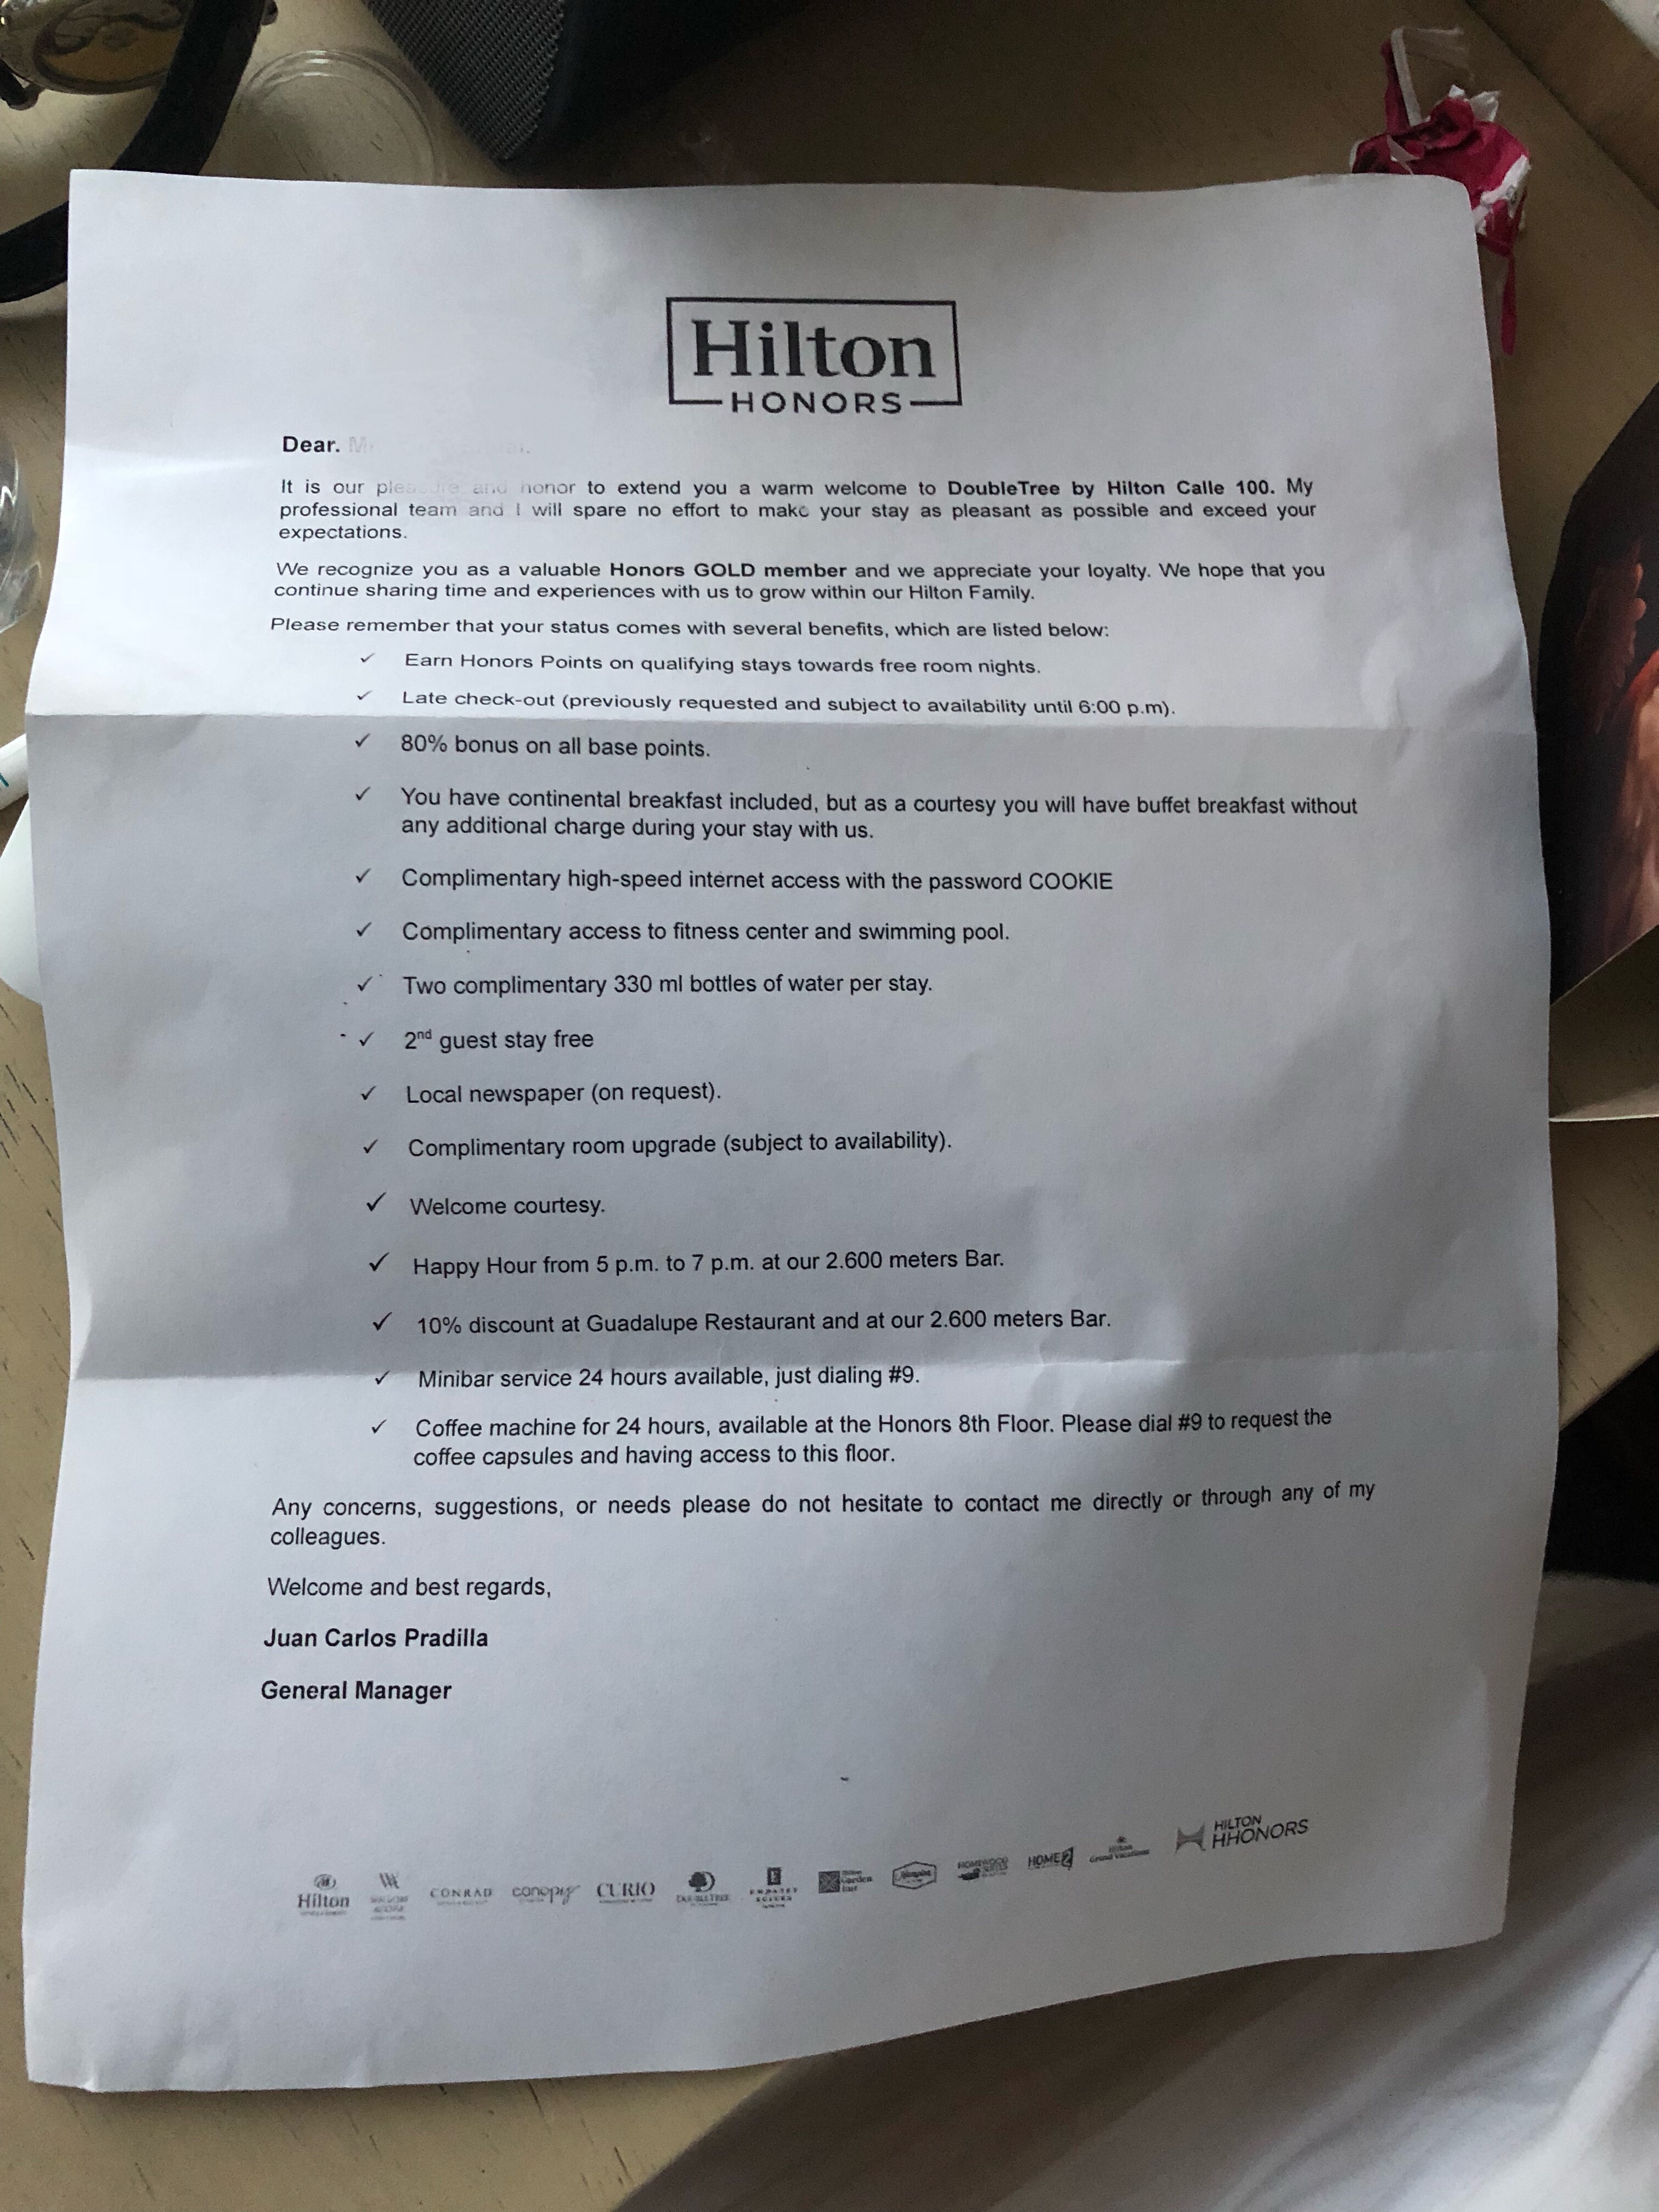 Hilton
HONORS
Dear.
It is our pleasure and honor to extend you a warm welcome to DoubleTree by Hilton Calle 100. My
professional team and I will spare no effort to make your stay as pleasant as possible and exceed your
expectations.
We recognize you as a valuable Honors GOLD member and we appreciate your loyalty. We hope that you
continue sharing time and experiences with us to grow within our Hilton Family.
Please remember that your status comes with several benefits, which are listed below:
✓ Earn Honors Points on qualifying stays towards free room nights.
✓ Late check-out (previously requested and subject to availability until 6:00 p.m).
✓ 80% bonus on all base points.
✓ You have continental breakfast included, but as a courtesy you will have buffet breakfast without
any additional charge during your stay with us.
✓ Complimentary high-speed internet access with the password COOKIE
✓ Complimentary access to fitness center and swimming pool.
✓ Two complimentary 330 ml bottles of water per stay.
✓ 2nd guest stay free
✓ Local newspaper (on request).
✓ Complimentary room upgrade (subject to availability).
✓ Welcome courtesy.
✓ Happy Hour from 5 p.m. to 7 p.m. at our 2.600 meters Bar.
✓ 10% discount at Guadalupe Restaurant and at our 2.600 meters Bar.
✓ Minibar service 24 hours available, just dialing #9.
✓ Coffee machine for 24 hours, available at the Honors 8th Floor. Please dial #9 to request the
coffee capsules and having access to this floor.
Any concerns, suggestions, or needs please do not hesitate to contact me directly or through any of my
colleagues.
Welcome and best regards,
Juan Carlos Pradilla
General Manager
Hilton
CONRAD
canopy
CURIO
DOUBLETREE
EMBASSY
SUITES
Garden
Inn
Hampton
HOMEWOOD
HOME2
Hilton
Grand Vacations
HILTON
HHONORS